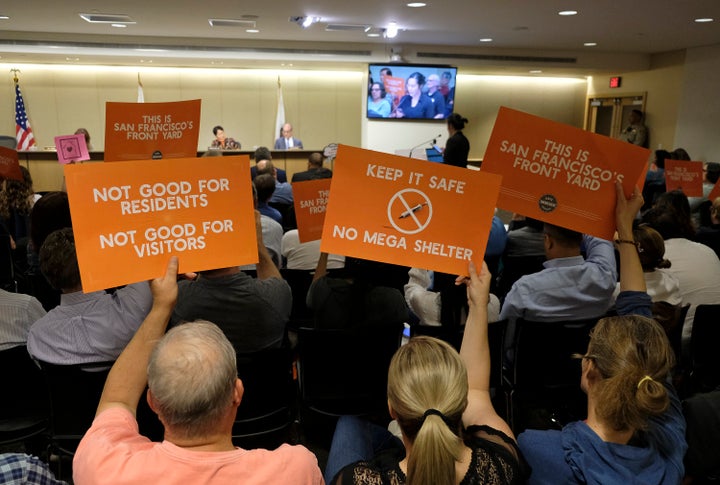 THIS IS
SAN FRANCISCO'S
FRONT YARD
THIS IS
SAN FRANCISCO'S
FRONT YARD
NOT GOOD FOR
RESIDENTS
NOT GOOD FOR
VISITORS
KEEP IT SAFE
NO MEGA SHELTER